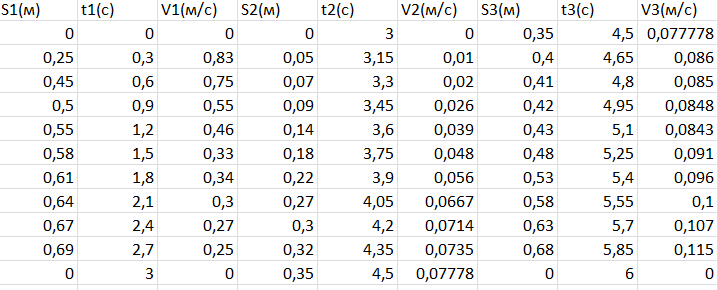 S1(м) t1(с) V1(м/с) S2(м) t2(с) V2(м/с) S3(м) t3(с) V3(м/с)
0 0 0 0 3 0 0,35 4,5 0,077778
0,25 0,3 0,83 0,05 3,15 0,01 0,4 4,65 0,086
0,45 0,6 0,75 0,07 3,3 0,02 0,41 4,8 0,085
0,5 0,9 0,55 0,09 3,45 0,026 0,42 4,95 0,0848
0,55 1,2 0,46 0,14 3,6 0,039 0,43 5,1 0,0843
0,58 1,5 0,33 0,18 3,75 0,048 0,48 5,25 0,091
0,61 1,8 0,34 0,22 3,9 0,056 0,53 5,4 0,096
0,64 2,1 0,3 0,27 4,05 0,0667 0,58 5,55 0,1
0,67 2,4 0,27 0,3 4,2 0,0714 0,63 5,7 0,107
0,69 2,7 0,25 0,32 4,35 0,0735 0,68 5,85 0,115
0 3 0 0,35 4,5 0,07778 0 6 0